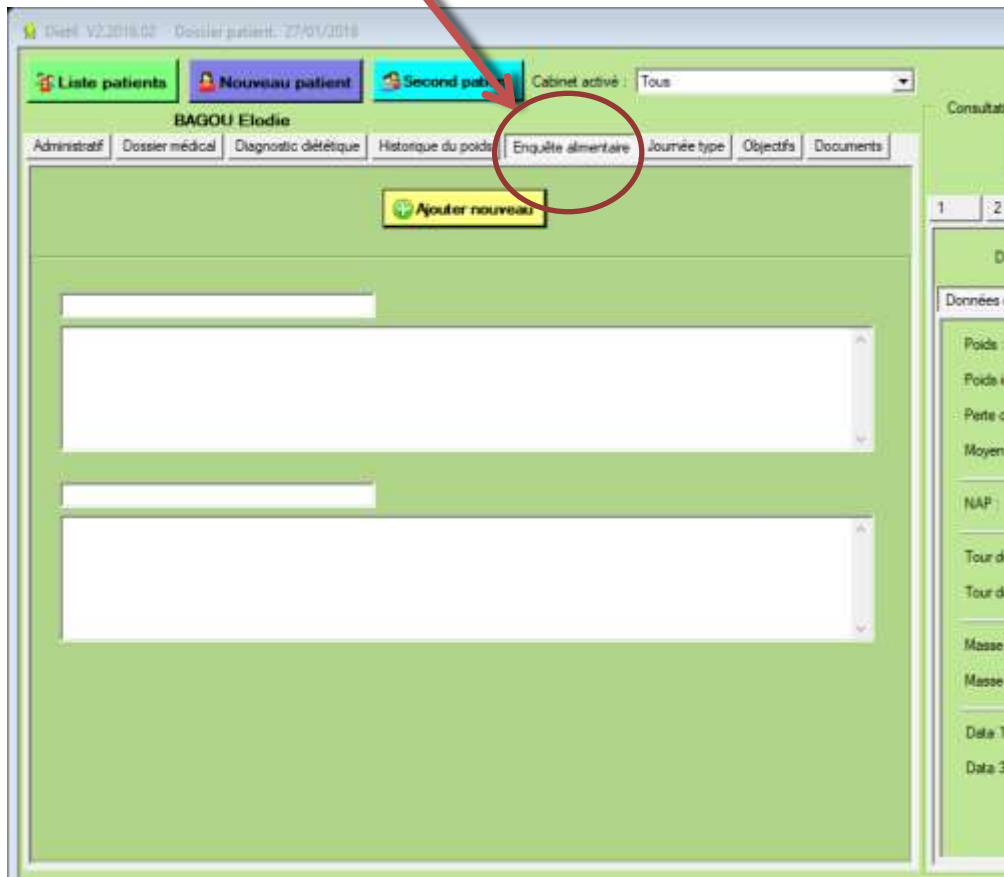 Dietil V2.2018.02 Dossier patient: 27/01/2018
Liste patients
Nouveau patient
Second patient
Cabinet activé : Tous
BAGOU Elodie
Administratif Dossier médical Diagnostic diététique Historique du poids Enquête alimentaire Journée type Objectifs Documents
Ajouter nouveau
Consultat
1 2
D
Données
Poids :
Poids
Perte
Moyen
NAP :
Tour d
Tour d
Masse
Masse
Data 1
Data 3